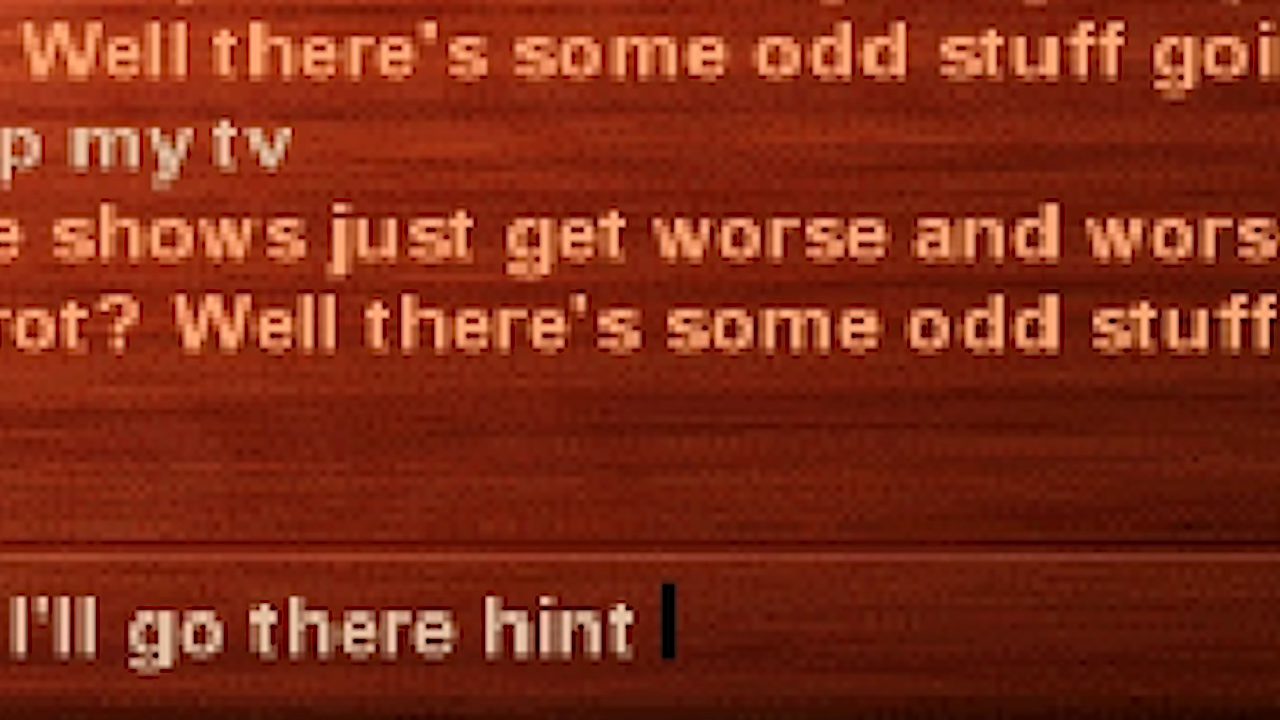 Well there's some odd stuff goi
p my tv
e shows just get worse and wors
rot? Well there's some odd stuff
I'll go there hint